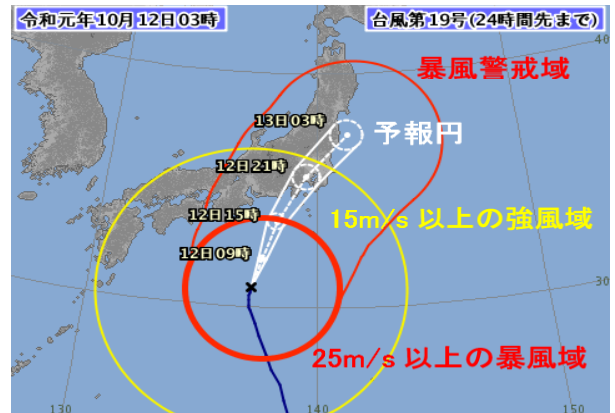 令和元年10月12日03時
台風第19号(24時間先まで)
40
暴風警戒域
13日03時
予報円
12日21時
12日15時
15m/s 以上の強風域
12日09時
30
25m/s 以上の暴風域
130
140
150